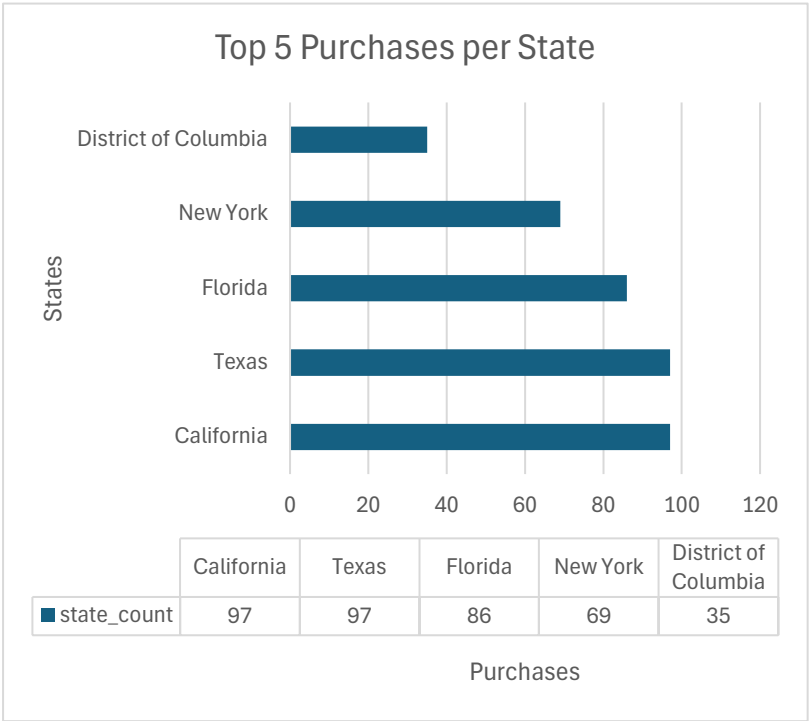 Top 5 Purchases per State
District of Columbia
New York
Florida
Texas
California
States
0 20 40 60 80 100 120
California Texas Florida New York District of
Columbia
state_count 97 97 86 69 35
Purchases